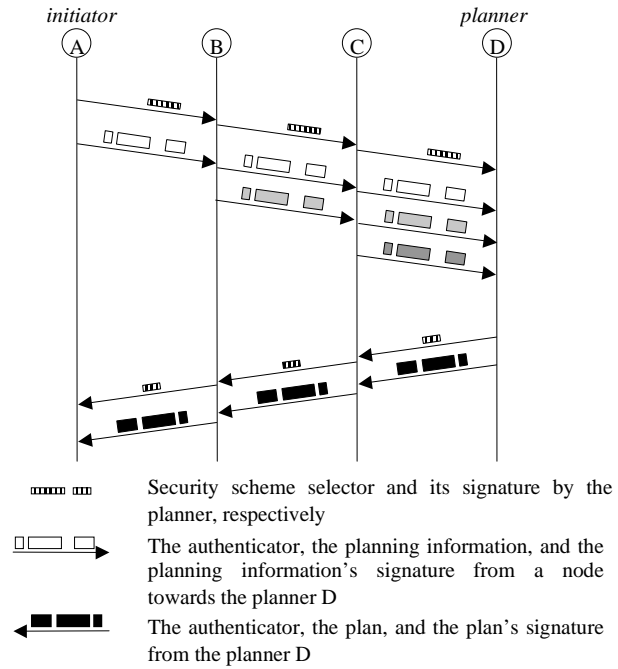 initiator planner
A B C D
Security scheme selector and its signature by the
planner, respectively
The authenticator, the planning information, and the
planning information's signature from a node
towards the planner D
The authenticator, the plan, and the plan's signature
from the planner D